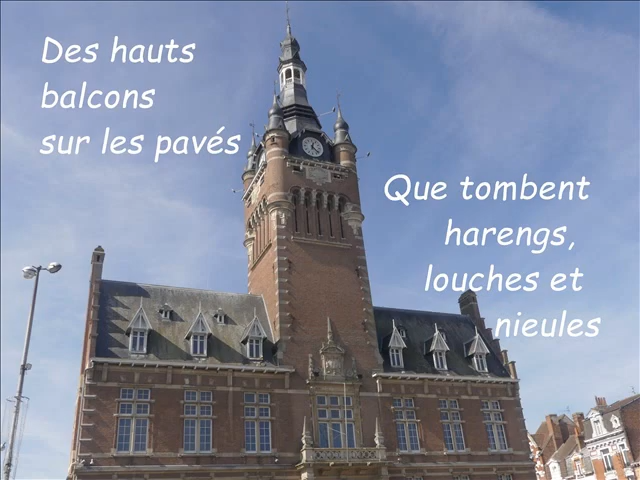 Des hauts
balcons
sur les pavés
Que tombent
harengs,
louches et
nieules